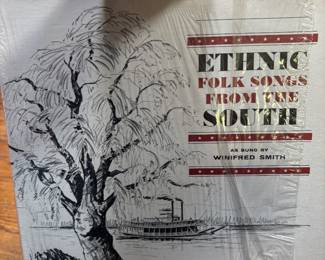 ETHNIC
FOLK SONGS
FROM THE
SOUTH
AS SUNG BY
WINIFRED SMITH